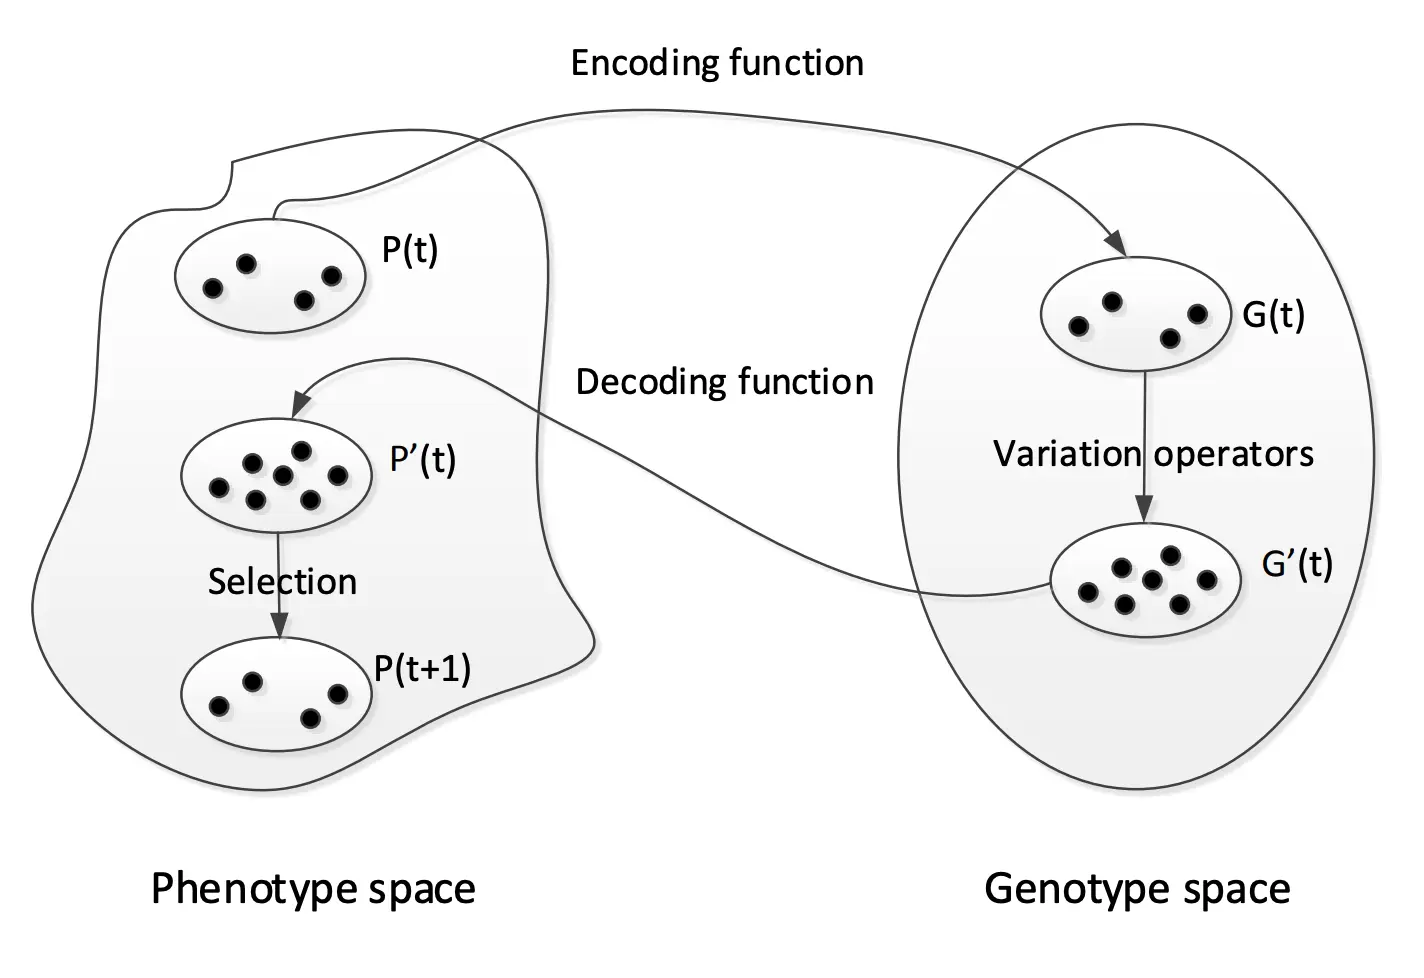 Encoding function
P(t)
G(t)
Decoding function
P’(t)
Variation operators
G’(t)
Selection
P(t+1)
Phenotype space
Genotype space